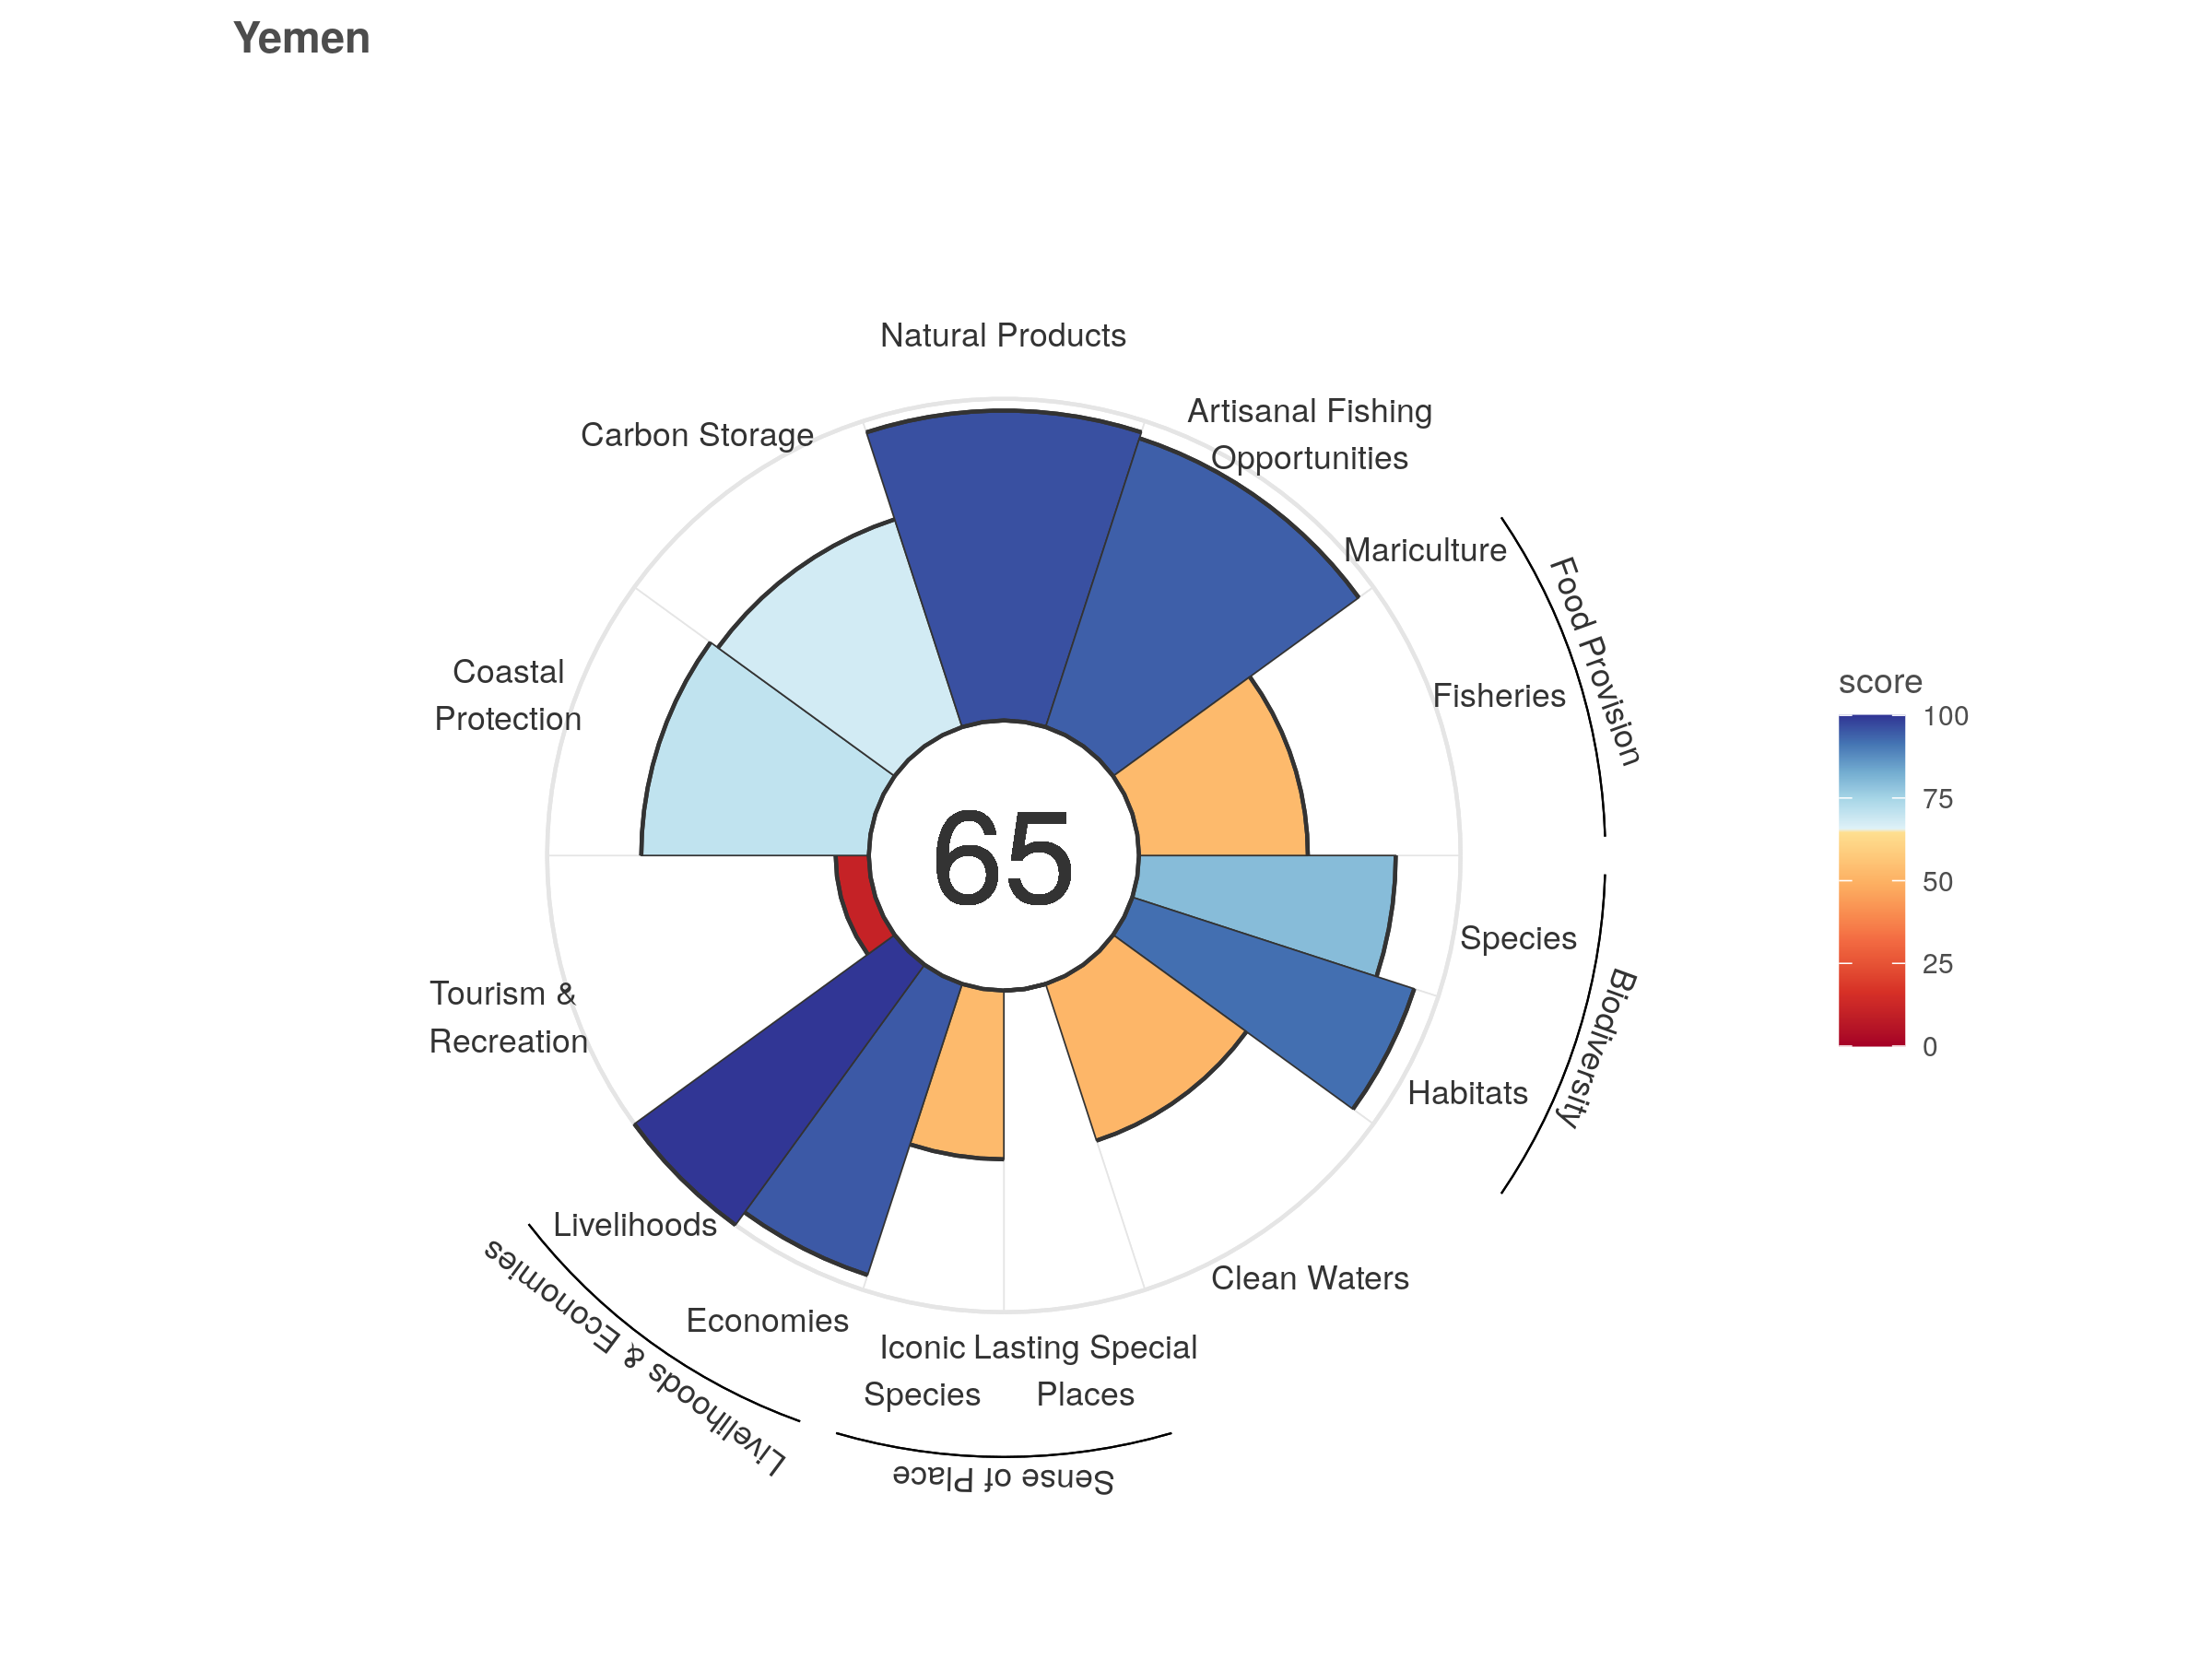 Yemen
Natural Products
Artisanal Fishing
Opportunities
Carbon Storage
Mariculture
Food Provision
Fisheries
Coastal
Protection
score
100
75
50
25
0
65
Species
Biodiversity
Habitats
Tourism &
Recreation
Livelihoods
Livelihoods & Economies
Economies
Clean Waters
Iconic
Species
Lasting Special
Places
Sense of Place